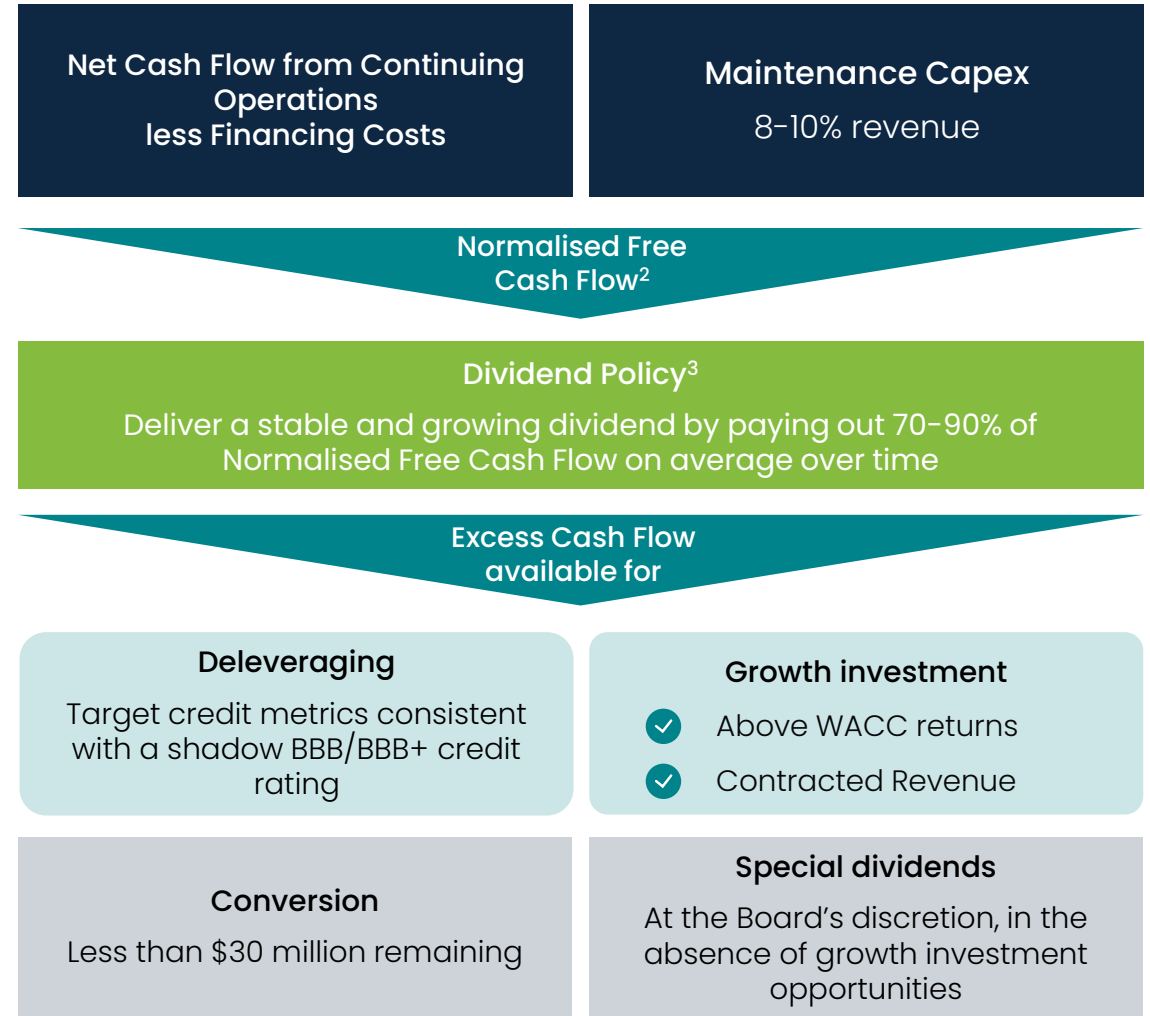 Net Cash Flow from Continuing
Operations
less Financing Costs
Maintenance Capex
8-10% revenue
Normalised Free
Cash Flow²
Dividend Policy³
Deliver a stable and growing dividend by paying out 70-90% of
Normalised Free Cash Flow on average over time
Excess Cash Flow
available for
Deleveraging
Target credit metrics consistent
with a shadow BBB/BBB+ credit
rating
Growth investment
Above WACC returns
Contracted Revenue
Conversion
Less than $30 million remaining
Special dividends
At the Board’s discretion, in the
absence of growth investment
opportunities